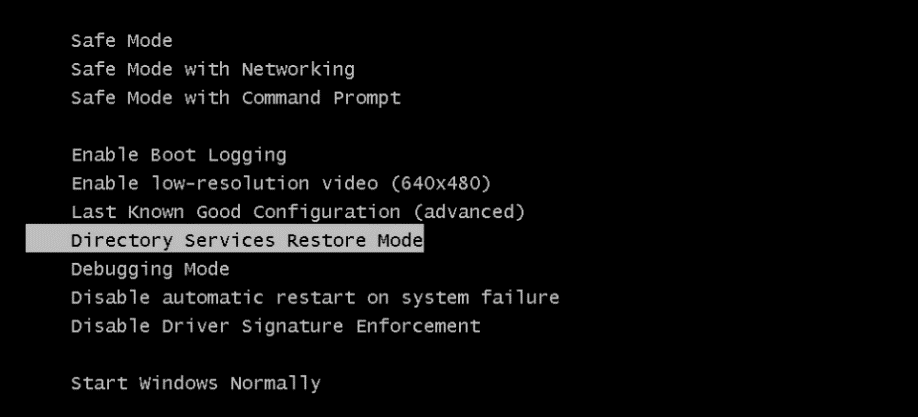 Safe Mode
Safe Mode with Networking
Safe Mode with Command Prompt
Enable Boot Logging
Enable low-resolution video (640x480)
Last Known Good Configuration (advanced)
Directory Services Restore Mode
Debugging Mode
Disable automatic restart on system failure
Disable Driver Signature Enforcement
Start Windows Normally